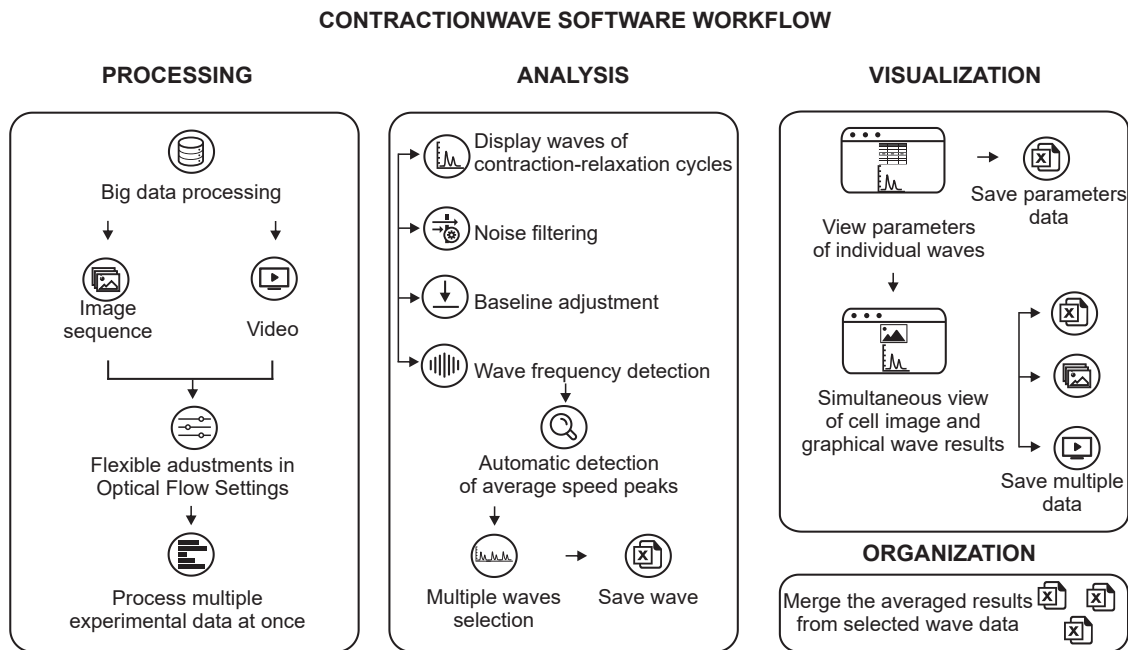 CONTRACTIONWAVE SOFTWARE WORKFLOW
PROCESSING
Big data processing
Image
sequence
Video
Flexible adustments in
Optical Flow Settings
Process multiple
experimental data at once
ANALYSIS
Display waves of
contraction-relaxation cycles
Noise filtering
Baseline adjustment
Wave frequency detection
Automatic detection
of average speed peaks
Multiple waves
selection
Save wave
VISUALIZATION
View parameters
of individual waves
Save parameters
data
Simultaneous view
of cell image and
graphical wave results
Save multiple
data
ORGANIZATION
Merge the averaged results
from selected wave data